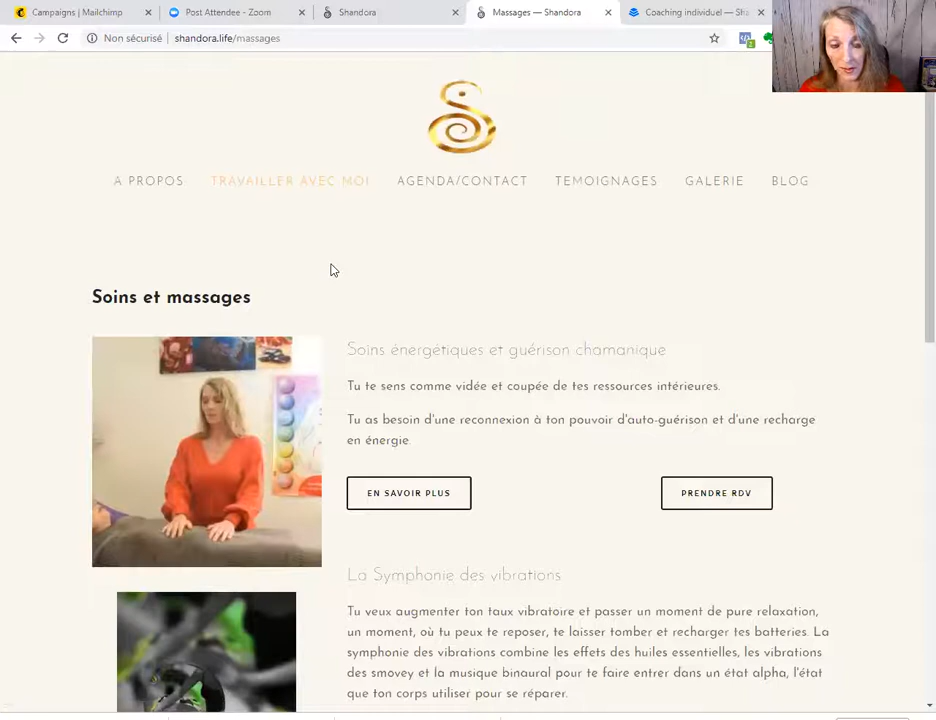 Campaigns | Mailchimp
Post Attendee - Zoom
Shandora
Massages — Shandora
Coaching individuel — Sha
Non sécurisé
shandora.life/massages
A PROPOS
TRAVAILLER AVEC MOI
AGENDA/CONTACT
TEMOIGNAGES
GALERIE
BLOG
Soins et massages
Soins énergétiques et guérison chamanique
Tu te sens comme vidée et coupée de tes ressources intérieures.
Tu as besoin d'une reconnexion à ton pouvoir d'auto-guérison et d'une recharge
en énergie.
EN SAVOIR PLUS
PRENDRE RDV
La Symphonie des vibrations
Tu veux augmenter ton taux vibratoire et passer un moment de pure relaxation,
un moment, où tu peux te reposer, te laisser tomber et recharger tes batteries. La
symphonie des vibrations combine les effets des huiles essentielles, les vibrations
des smovey et la musique binaural pour te faire entrer dans un état alpha, l'état
que ton corps utiliser pour se réparer.